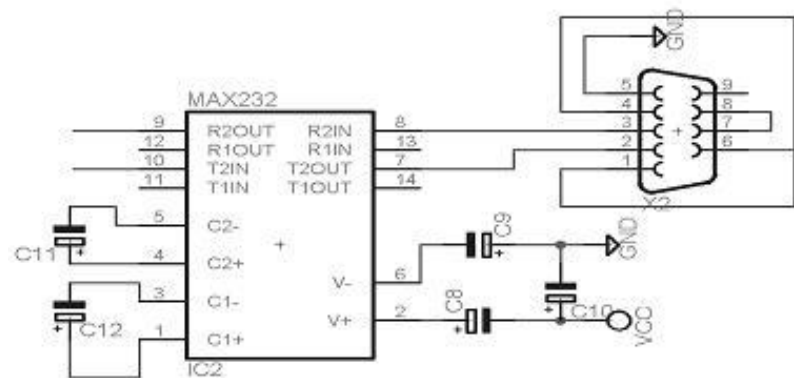 GND
MAX232
5 9
4 8
3 7
2 6
1
X2
9 R2OUT R2IN 8
12 R1OUT R1IN 13
10 T2IN T2OUT 7
11 T1IN T1OUT 14
5 C2-
C11 +
4 C2+
3 C1-
C12 +
1 C1+
V- 6
V+ 2
C9 +
GND
C8 +
C10 +
VCC
IC2